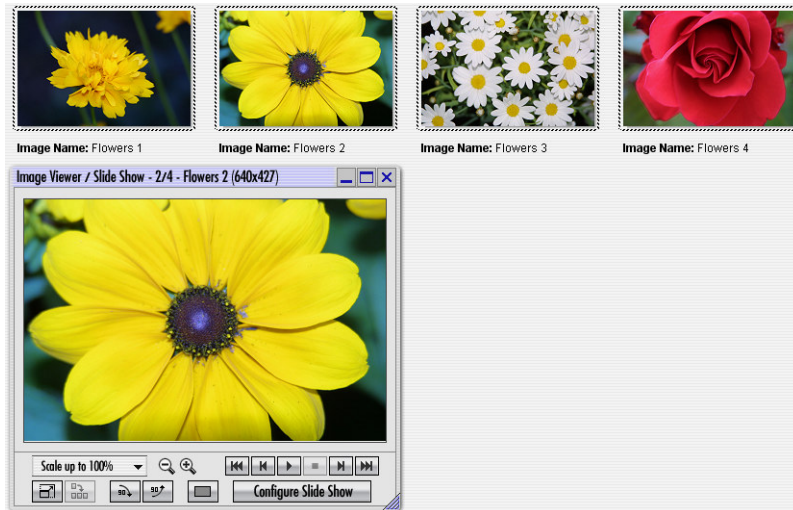 Image Name: Flowers 1
Image Name: Flowers 2
Image Name: Flowers 3
Image Name: Flowers 4
Image Viewer / Slide Show - 2/4 - Flowers 2 (640x427)
Scale up to 100%
90
90
Configure Slide Show